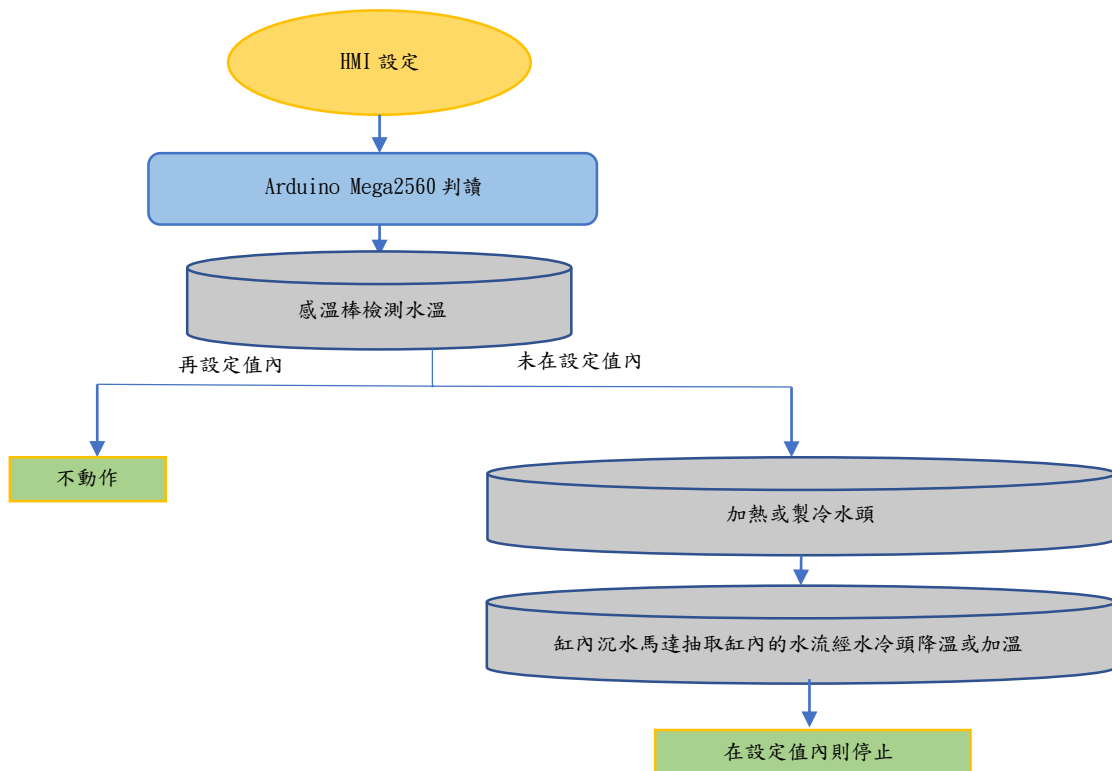 HMI 設定
Arduino Mega2560 判讀
感溫棒檢測水溫
再設定值內
未在設定值內
不動作
加熱或製冷水頭
缸內沉水馬達抽取缸內的水流經水冷頭降溫或加溫
在設定值內則停止